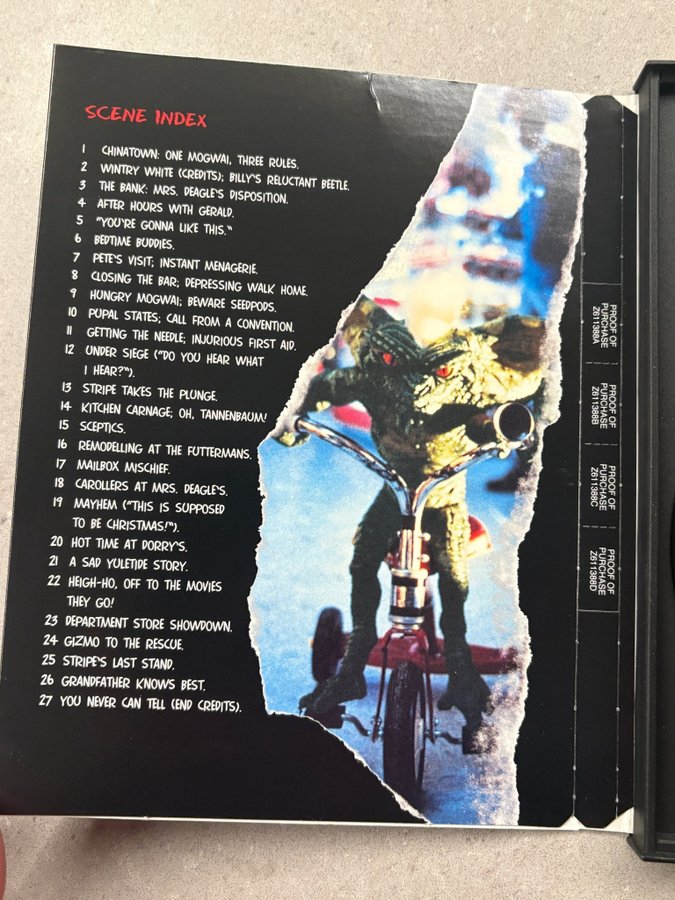 SCENE INDEX
1 CHINATOWN: ONE MOGWAI, THREE RULES.
2 WINTRY WHITE (CREDITS); BILLY'S RELUCTANT BEETLE.
3 THE BANK: MRS. DEAGLE'S DISPOSITION.
4 AFTER HOURS WITH GERALD.
5 "YOU'RE GONNA LIKE THIS."
6 BEDTIME BUDDIES.
7 PETE'S VISIT; INSTANT MENAGERIE.
8 CLOSING THE BAR; DEPRESSING WALK HOME.
9 HUNGRY MOGWAI; BEWARE SEEDPODS.
10 PUPAL STATES; CALL FROM A CONVENTION.
11 GETTING THE NEEDLE; INJURIOUS FIRST AID.
12 UNDER SIEGE ("DO YOU HEAR WHAT
I HEAR?").
13 STRIPE TAKES THE PLUNGE.
14 KITCHEN CARNAGE; OH, TANNENBAUM!
15 SCEPTICS.
16 REMODELLING AT THE FUTTERMANS.
17 MAILBOX MISCHIEF.
18 CAROLLERS AT MRS. DEAGLE'S.
19 MAYHEM ("THIS IS SUPPOSED
TO BE CHRISTMAS!").
20 HOT TIME AT DORRY'S.
21 A SAD YULETIDE STORY.
22 HEIGH-HO, OFF TO THE MOVIES
THEY GO!
23 DEPARTMENT STORE SHOWDOWN.
24 GIZMO TO THE RESCUE.
25 STRIPE'S LAST STAND.
26 GRANDFATHER KNOWS BEST.
27 YOU NEVER CAN TELL (END CREDITS).
PROOF OF
PURCHASE
Z611388A
PROOF OF
PURCHASE
Z611388B
PROOF OF
PURCHASE
Z611388C
PROOF OF
PURCHASE
Z611388D